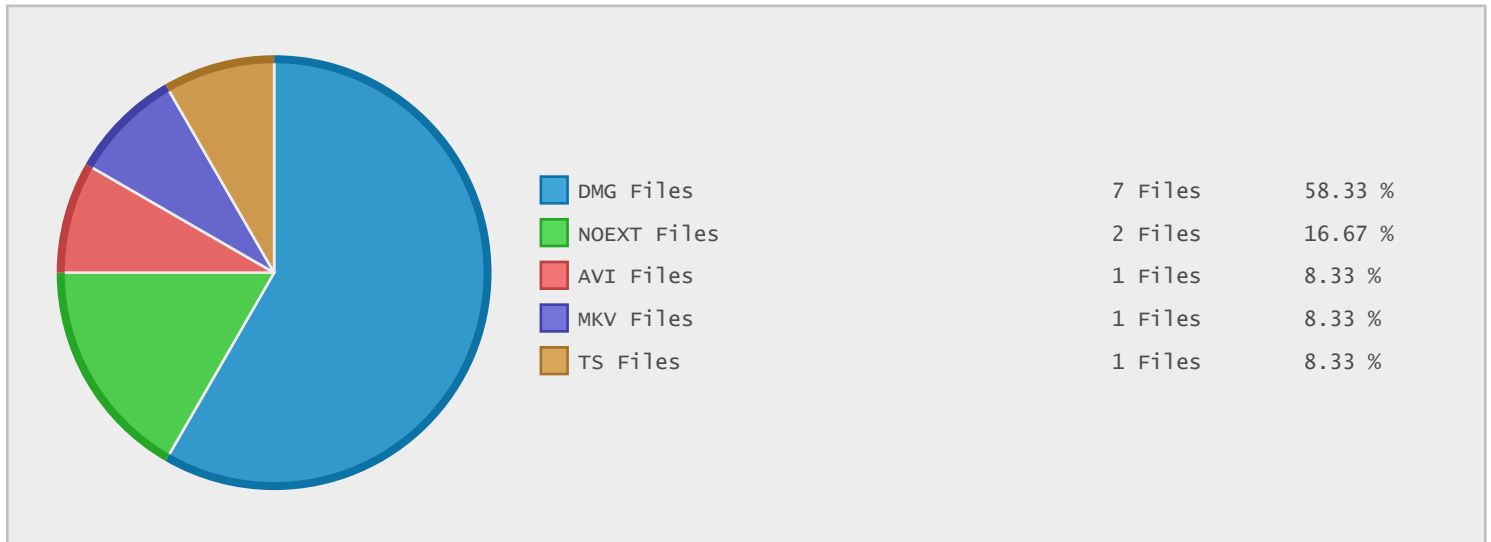 DMG Files 7 Files 58.33 %
NOEXT Files 2 Files 16.67 %
AVI Files 1 Files 8.33 %
MKV Files 1 Files 8.33 %
TS Files 1 Files 8.33 %